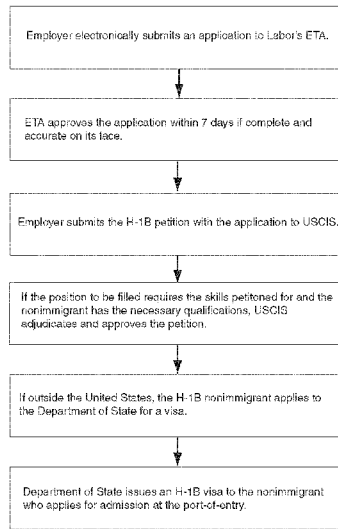 Employer electronically submits an application to Labor's ETA.
ETA approves the application within 7 days if complete and
accurate on its lace.
Employer submits the H-1B petition with the application to USCIS.
If the position to be filled requires the skills petitoned for and the
nonimmigrant has the necessary qualifications, USCIS
adjudicates and approves the petition.
If outside the United States, the H-1B nonimmigrant applies to
the Department of State for a visa.
Department of State issues an H-1B visa to the nonimmigrant
who applies for admission at the port-of-entry.